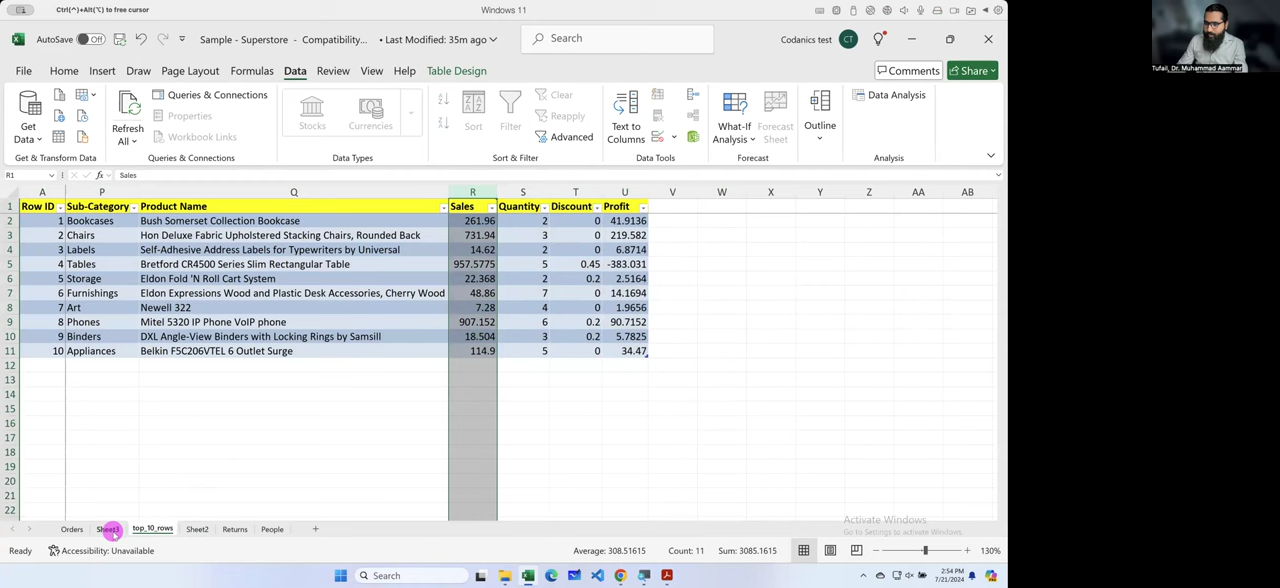 Ctrl(^)+Alt(⌥) to free cursor
Windows 11
AutoSave Off
Sample - Superstore - Compatibility... • Last Modified: 35m ago
Search
Codanics test CT
File Home Insert Draw Page Layout Formulas Data Review View Help Table Design
Comments Share
Get Data
Refresh All
Queries & Connections
Properties
Workbook Links
Stocks
Currencies
Sort
Filter
Clear
Reapply
Advanced
Text to Columns
What-If Analysis
Forecast Sheet
Outline
Data Analysis
Get & Transform Data Queries & Connections Data Types Sort & Filter Data Tools Forecast Analysis
R1 fx Sales
A P Q R S T U V W X Y Z AA AB
1 Row ID Sub-Category Product Name Sales Quantity Discount Profit
2 1 Bookcases Bush Somerset Collection Bookcase 261.96 2 0 41.9136
3 2 Chairs Hon Deluxe Fabric Upholstered Stacking Chairs, Rounded Back 731.94 3 0 219.582
4 3 Labels Self-Adhesive Address Labels for Typewriters by Universal 14.62 2 0 6.8714
5 4 Tables Bretford CR4500 Series Slim Rectangular Table 957.5775 5 0.45 -383.031
6 5 Storage Eldon Fold 'N Roll Cart System 22.368 2 0.2 2.5164
7 6 Furnishings Eldon Expressions Wood and Plastic Desk Accessories, Cherry Wood 48.86 7 0 14.1694
8 7 Art Newell 322 7.28 4 0 1.9656
9 8 Phones Mitel 5320 IP Phone VoIP phone 907.152 6 0.2 90.7152
10 9 Binders DXL Angle-View Binders with Locking Rings by Samsill 18.504 3 0.2 5.7825
11 10 Appliances Belkin F5C206VTEL 6 Outlet Surge 114.9 5 0 34.47
12
13
14
15
16
17
18
19
20
21
22
Activate Windows
Go to Settings to activate Windows.
Orders Sheet3 top_10_rows Sheet2 Returns People +
Ready Accessibility: Unavailable Average: 308.51615 Count: 11 Sum: 3085.1615 130%
Search
2:54 PM
7/21/2024
Tufail, Dr. Muhammad Aammar